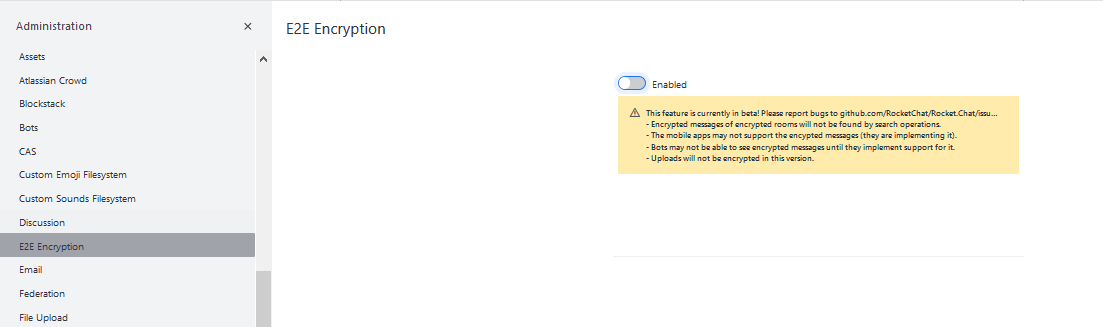 Administration
E2E Encryption
Assets
Atlassian Crowd
Blockstack
Bots
CAS
Custom Emoji Filesystem
Custom Sounds Filesystem
Discussion
E2E Encryption
Email
Federation
File Upload
Enabled
This feature is currently in beta! Please report bugs to github.com/RocketChat/Rocket.Chat/issu...
- Encrypted messages of encrypted rooms will not be found by search operations.
- The mobile apps may not support the encypted messages (they are implementing it).
- Bots may not be able to see encrypted messages until they implement support for it.
- Uploads will not be encrypted in this version.